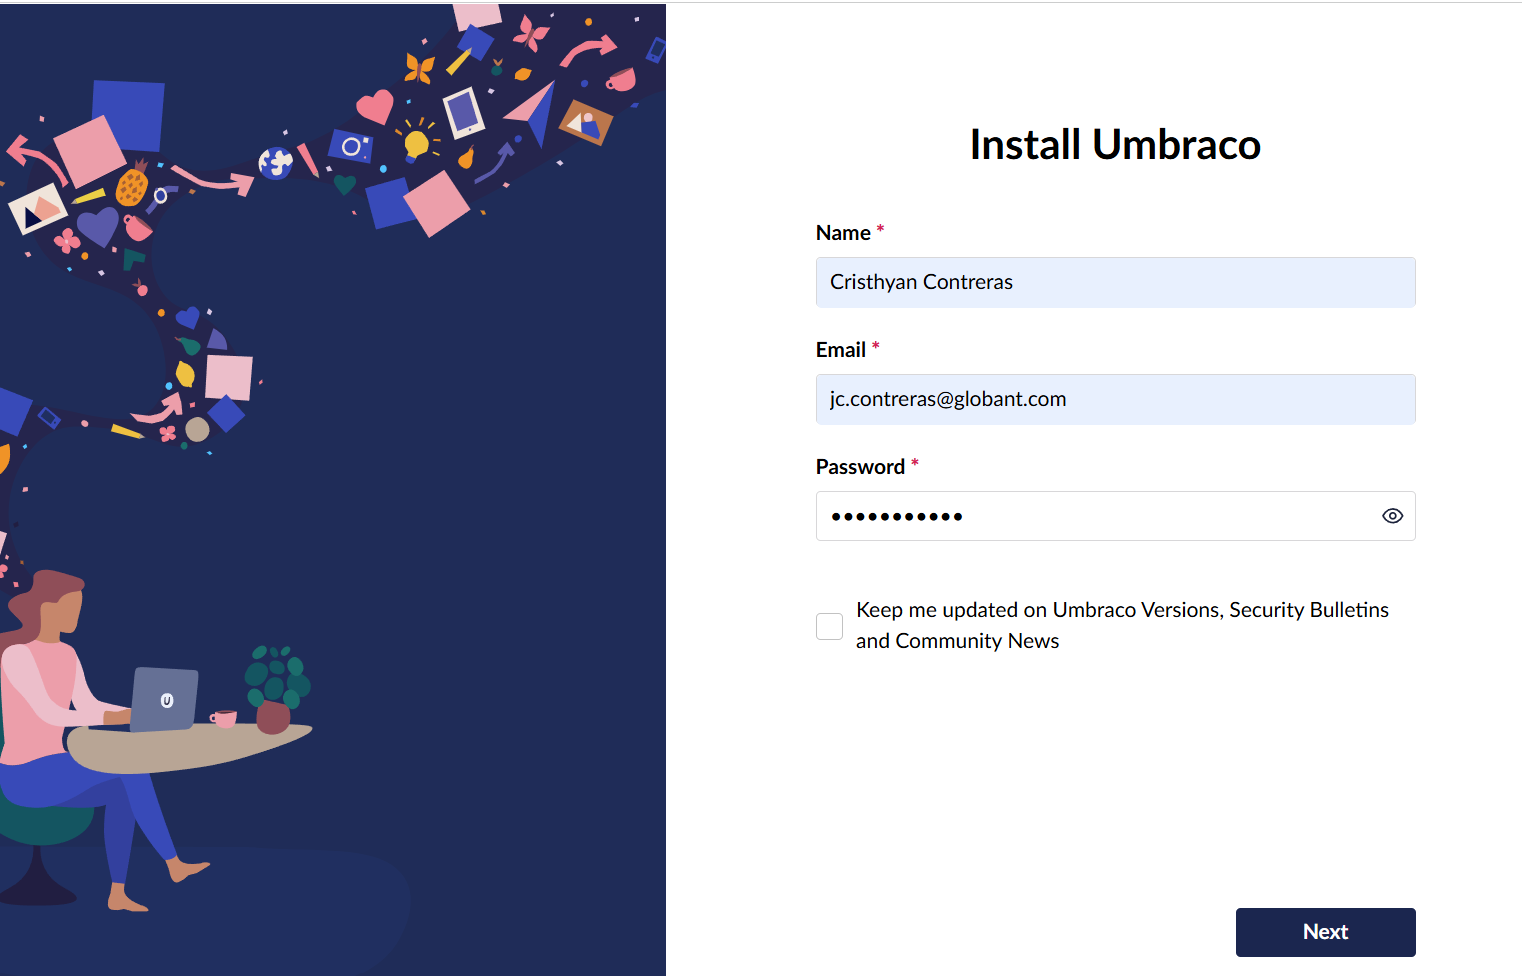 Install Umbraco
Name *
Cristhyan Contreras
Email *
jc.contreras@globant.com
Password *
•••••••••••
Keep me updated on Umbraco Versions, Security Bulletins
and Community News
Next